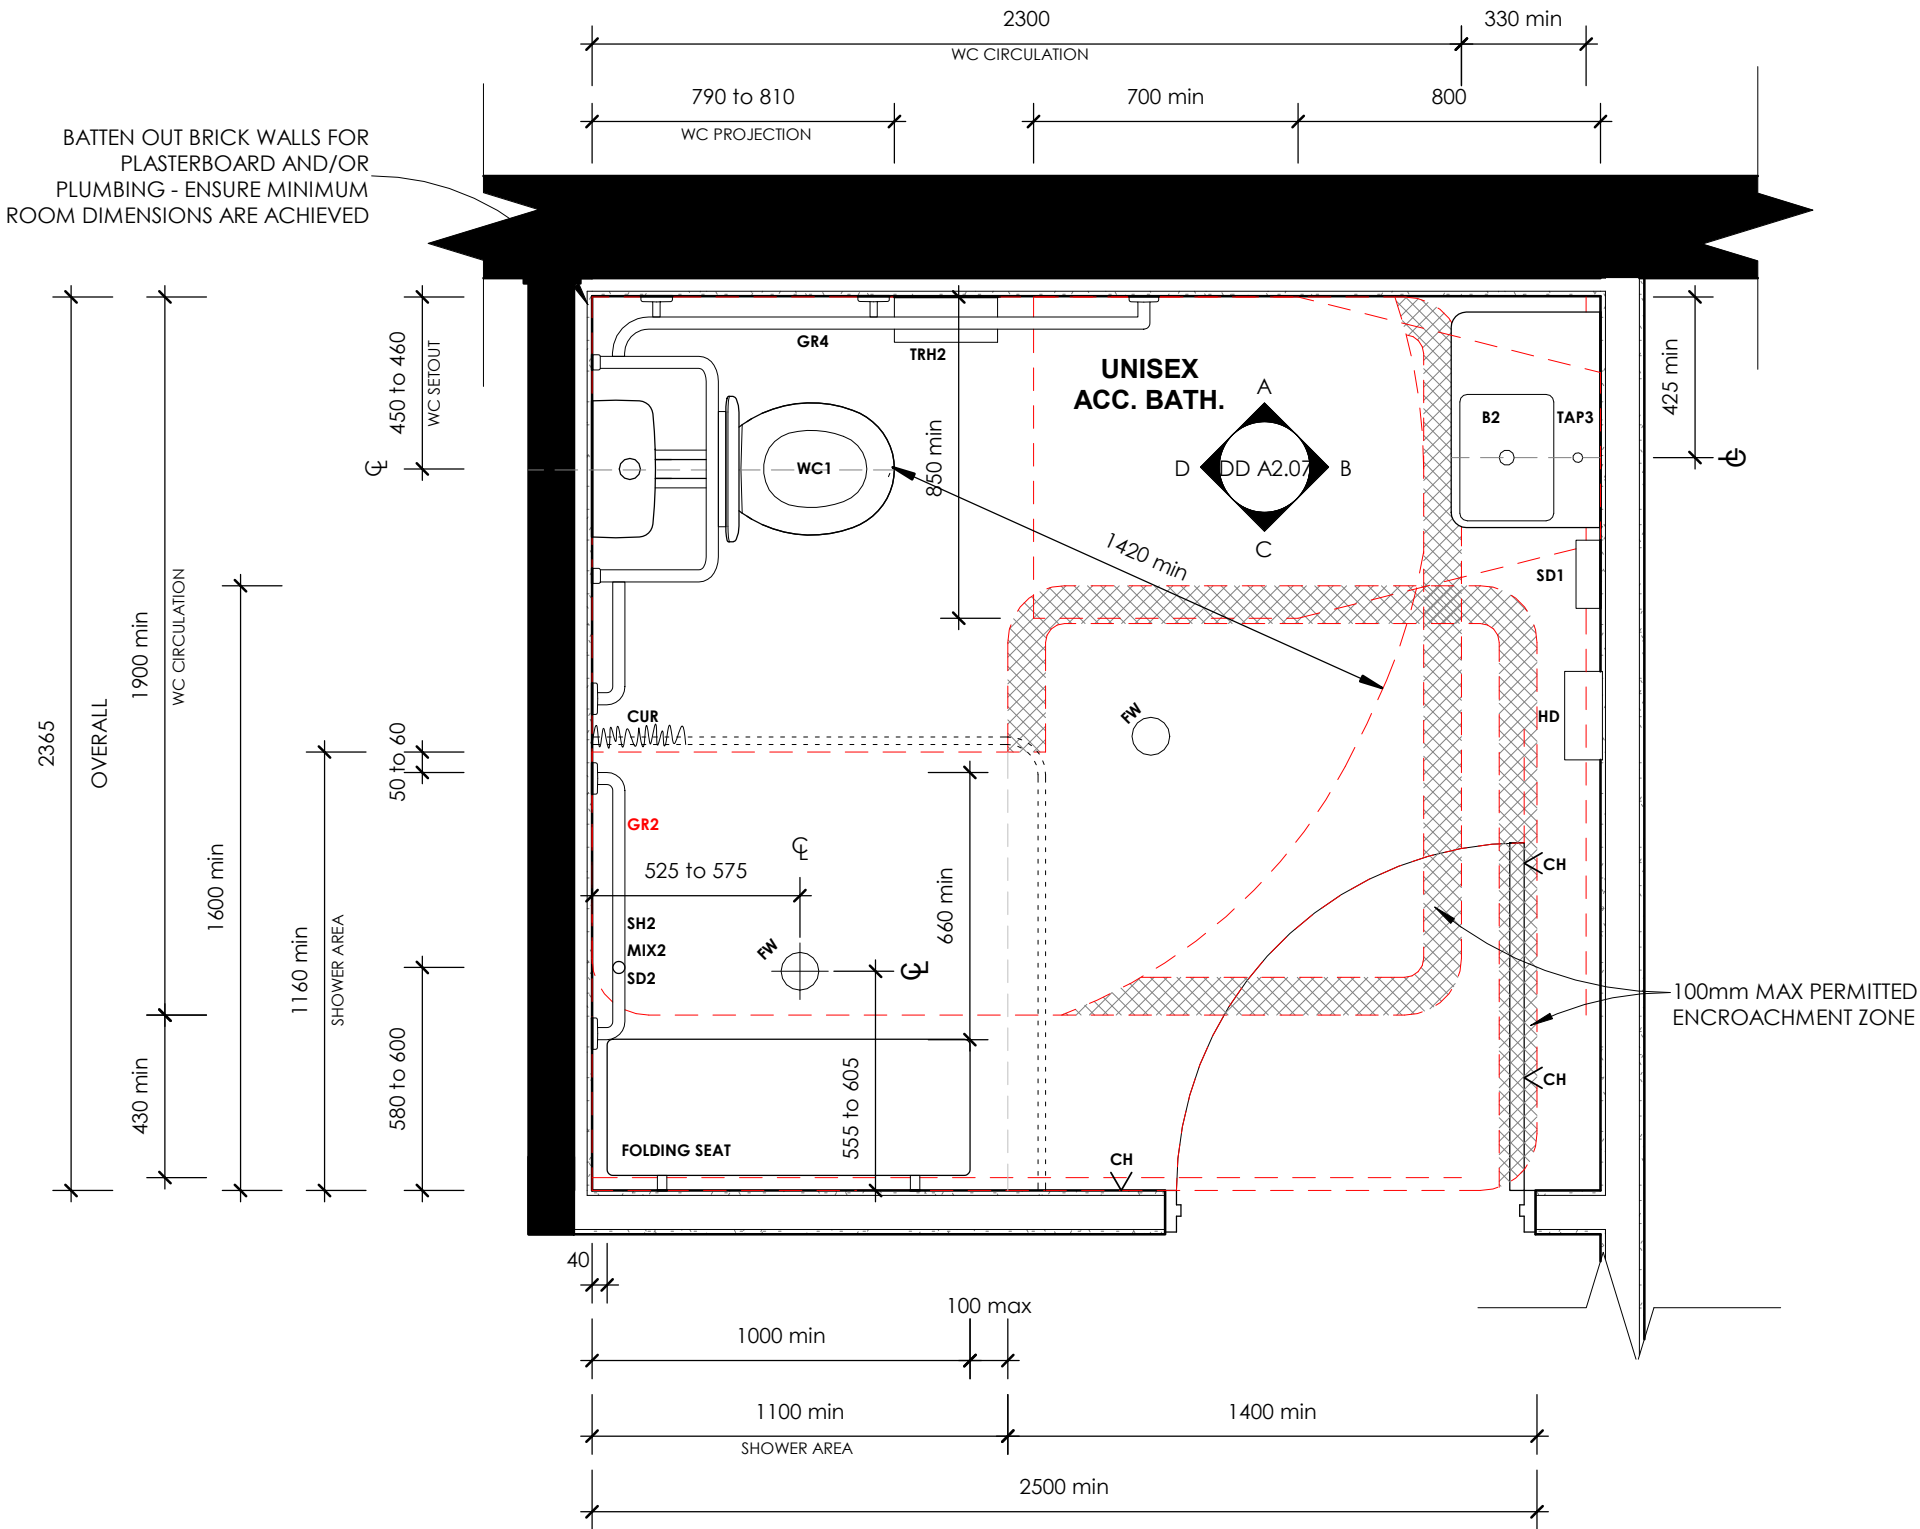 2300
330 min
WC CIRCULATION
790 to 810
700 min
800
WC PROJECTION
BATTEN OUT BRICK WALLS FOR
PLASTERBOARD AND/OR
PLUMBING - ENSURE MINIMUM
ROOM DIMENSIONS ARE ACHIEVED
GR4
TRH2
UNISEX
ACC. BATH.
A
D
DD A2.07
B
C
B2
TAP3
425 min
CL
450 to 460
WC SETOUT
CL
WC1
850 min
1420 min
SD1
HD
1900 min
WC CIRCULATION
2365
OVERALL
50 to 60
CUR
FW
GR2
CL
525 to 575
CH
1600 min
1160 min
SHOWER AREA
SH2
MIX2
SD2
FW
660 min
CL
100mm MAX PERMITTED
ENCROACHMENT ZONE
430 min
580 to 600
555 to 605
CH
FOLDING SEAT
CH
40
100 max
1000 min
1100 min
1400 min
SHOWER AREA
2500 min